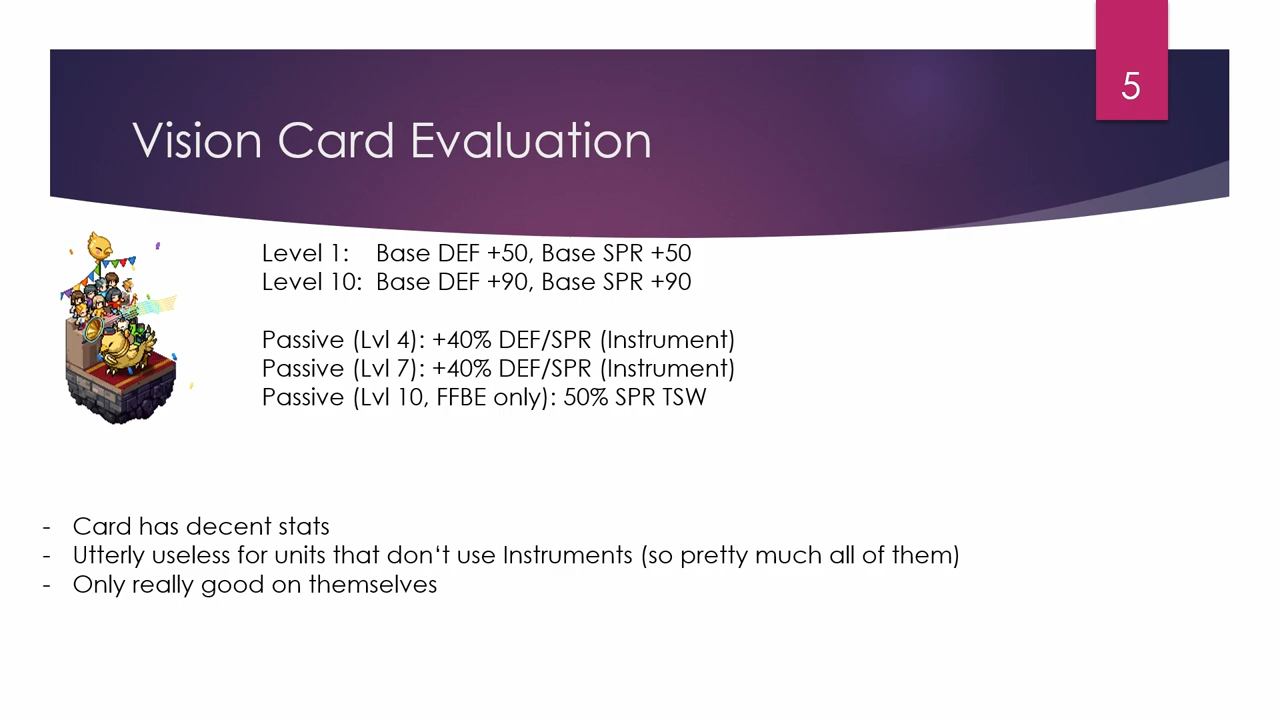 5
Vision Card Evaluation
Level 1: Base DEF +50, Base SPR +50
Level 10: Base DEF +90, Base SPR +90
Passive (Lvl 4): +40% DEF/SPR (Instrument)
Passive (Lvl 7): +40% DEF/SPR (Instrument)
Passive (Lvl 10, FFBE only): 50% SPR TSW
- Card has decent stats
- Utterly useless for units that don‘t use Instruments (so pretty much all of them)
- Only really good on themselves